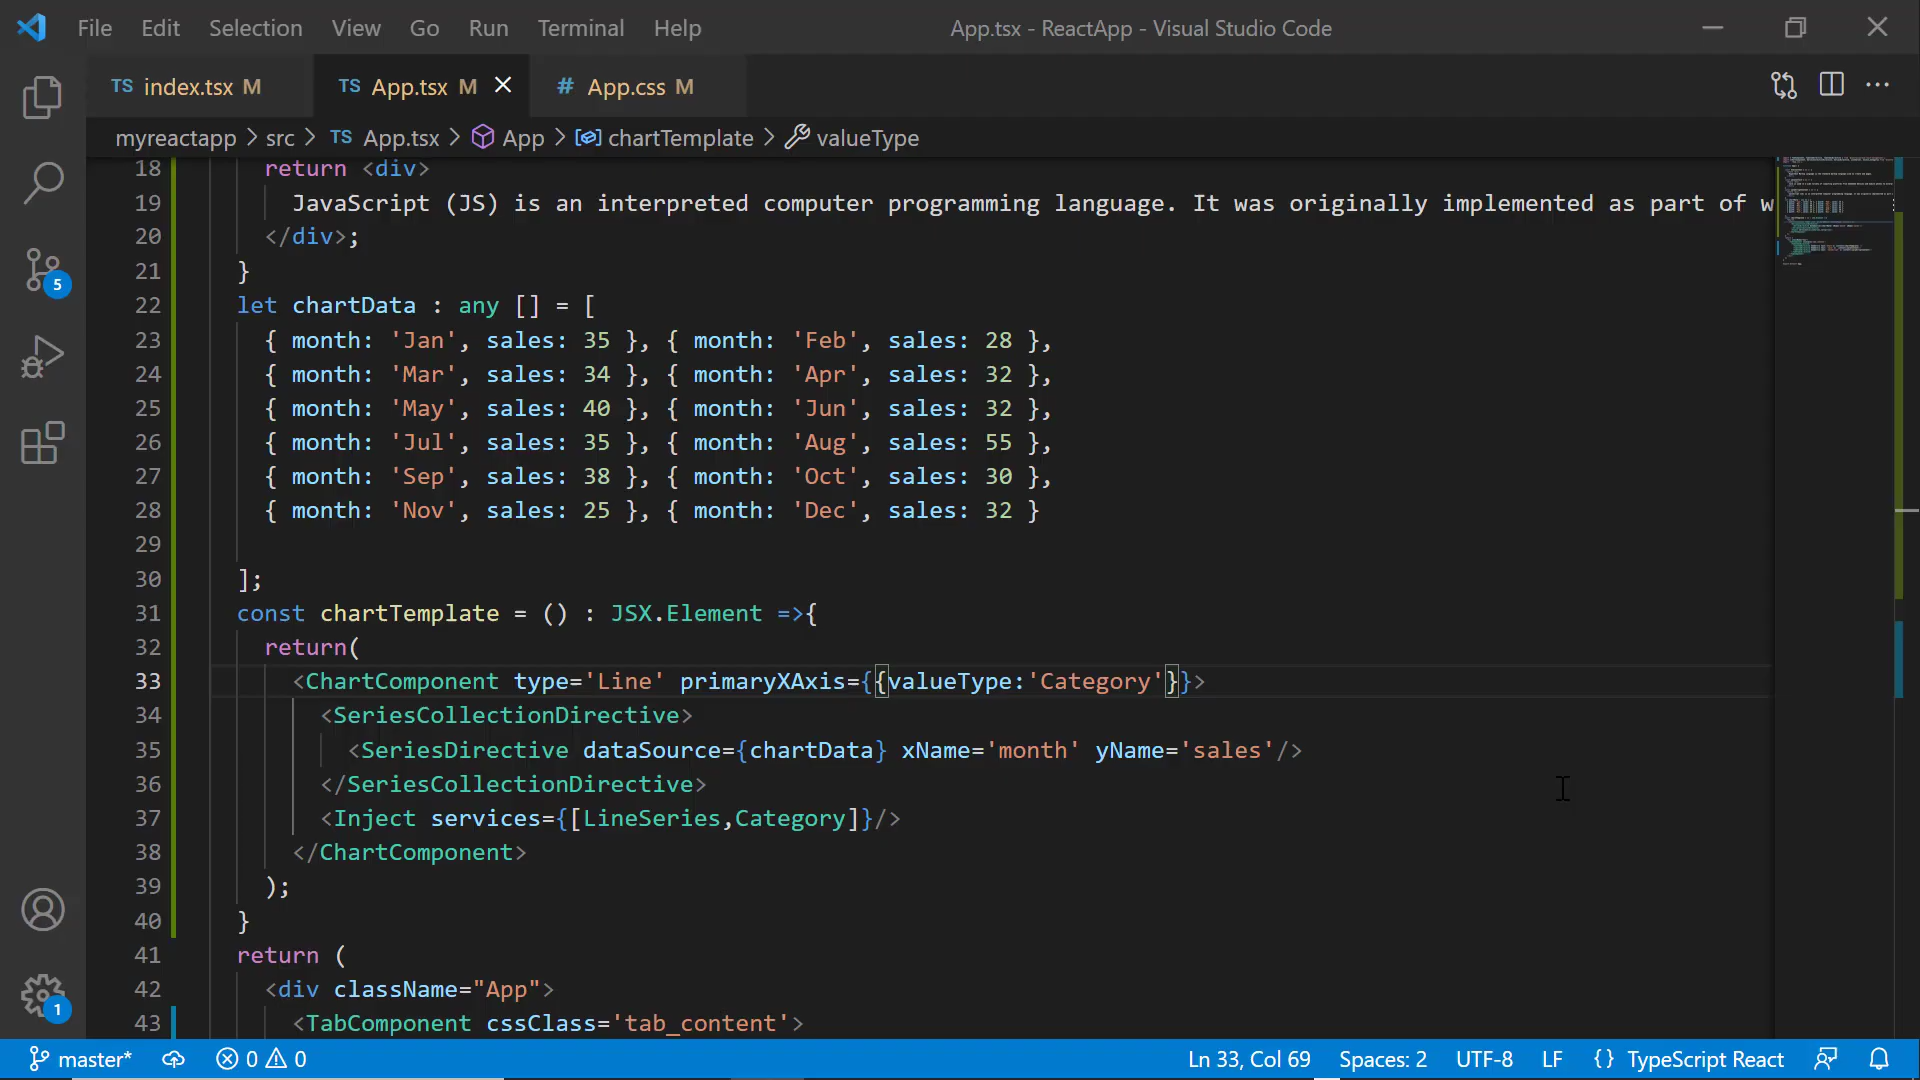 File Edit Selection View Go Run Terminal Help App.tsx - ReactApp - Visual Studio Code
TS index.tsx M TS App.tsx M # App.css M
myreactapp > src > TS App.tsx > App > chartTemplate > valueType
18 return <div>
19 JavaScript (JS) is an interpreted computer programming language. It was originally implemented as part of w
20 </div>;
21 }
22 let chartData : any [] = [
23 { month: 'Jan', sales: 35 }, { month: 'Feb', sales: 28 },
24 { month: 'Mar', sales: 34 }, { month: 'Apr', sales: 32 },
25 { month: 'May', sales: 40 }, { month: 'Jun', sales: 32 },
26 { month: 'Jul', sales: 35 }, { month: 'Aug', sales: 55 },
27 { month: 'Sep', sales: 38 }, { month: 'Oct', sales: 30 },
28 { month: 'Nov', sales: 25 }, { month: 'Dec', sales: 32 }
29
30 ];
31 const chartTemplate = () : JSX.Element =>{
32 return(
33 <ChartComponent type='Line' primaryXAxis={{valueType:'Category'}}>
34 <SeriesCollectionDirective>
35 <SeriesDirective dataSource={chartData} xName='month' yName='sales'/>
36 </SeriesCollectionDirective>
37 <Inject services={[LineSeries,Category]}/>
38 </ChartComponent>
39 );
40 }
41 return (
42 <div className="App">
43 <TabComponent cssClass='tab_content'>
5
1
master* 0 0 Ln 33, Col 69 Spaces: 2 UTF-8 LF {} TypeScript React